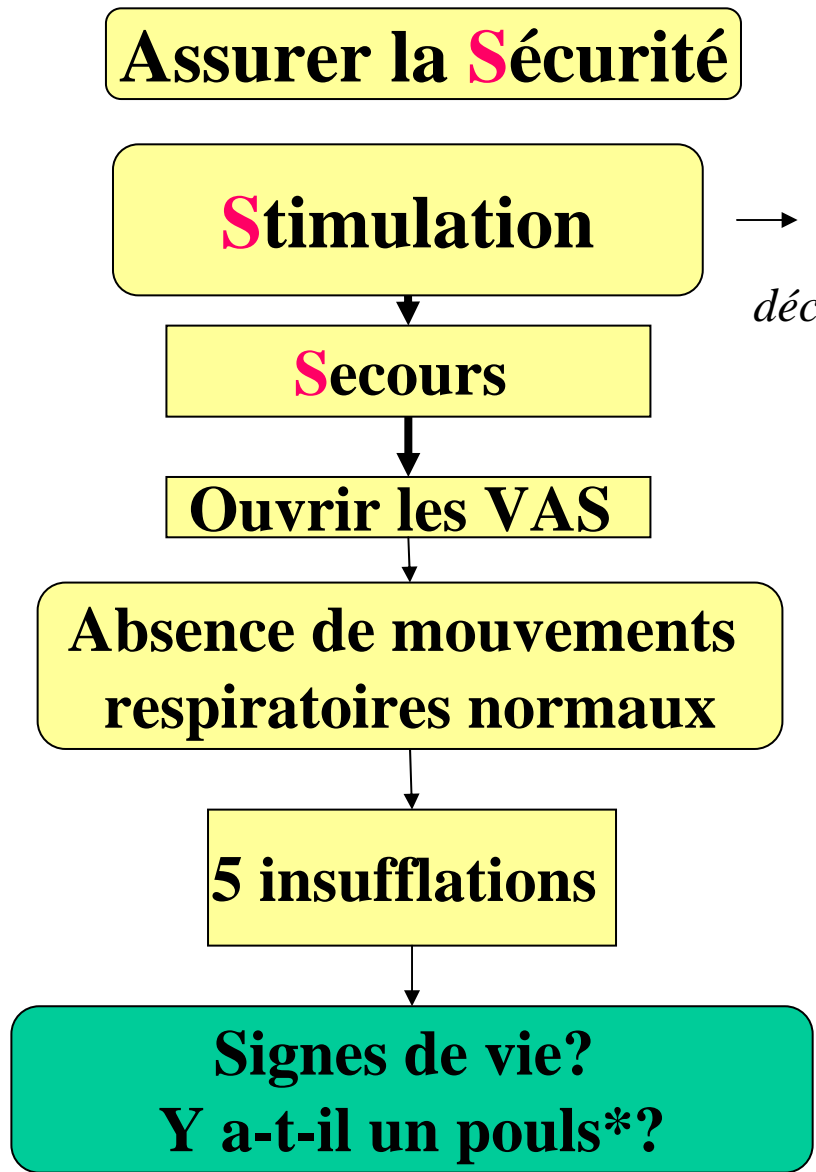 Assurer la Sécurité
Stimulation
déc
Secours
Ouvrir les VAS
Absence de mouvements
respiratoires normaux
5 insufflations
Signes de vie?
Y a-t-il un pouls*?